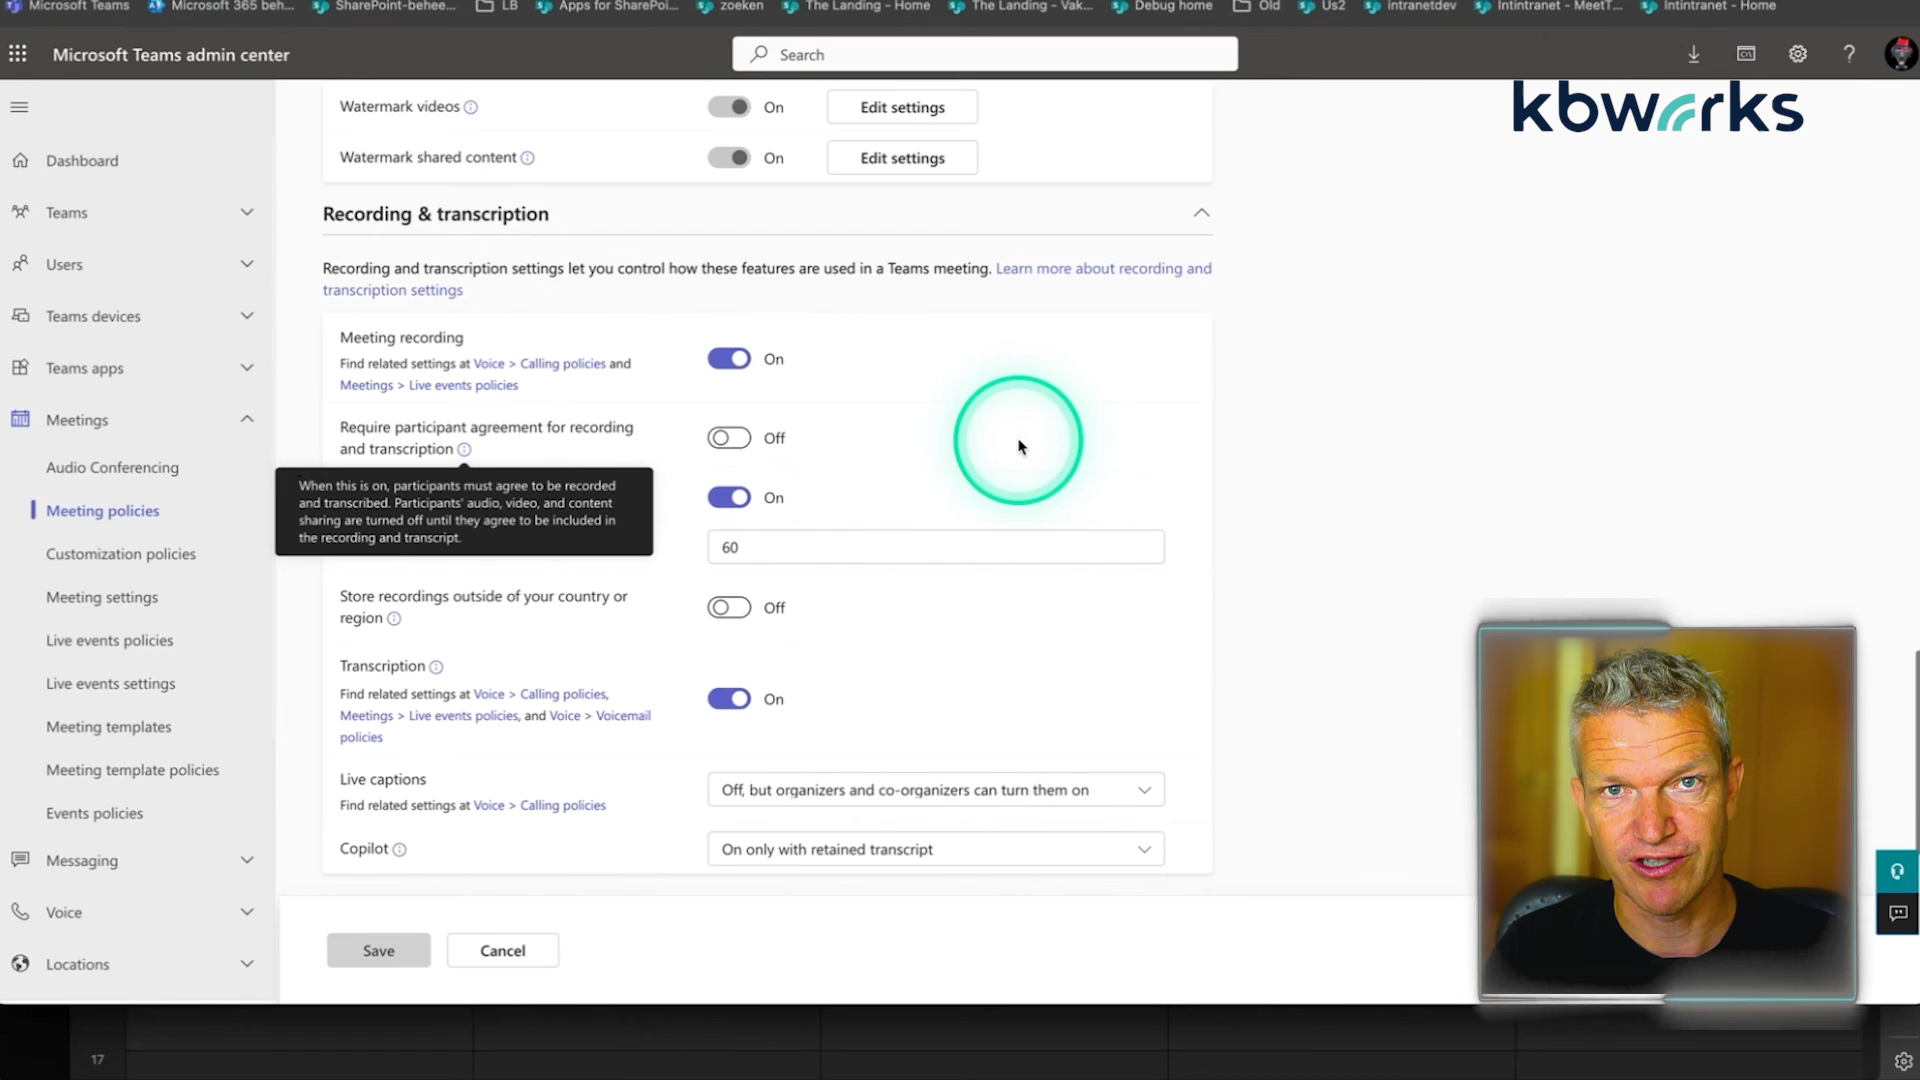 Microsoft Teams
Microsoft 365 beh...
SharePoint-behee...
LB
Apps for SharePoi...
zoeken
The Landing - Home
The Landing - Vak...
Debug home
Old
Us2
intranetdev
Intintranet - MeetT...
Intintranet - Home
Microsoft Teams admin center
Search
kbworks
Dashboard
Teams
Users
Teams devices
Teams apps
Meetings
Audio Conferencing
Meeting policies
Customization policies
Meeting settings
Live events policies
Live events settings
Meeting templates
Meeting template policies
Events policies
Messaging
Voice
Locations
Watermark videos
On
Edit settings
Watermark shared content
On
Edit settings
Recording & transcription
Recording and transcription settings let you control how these features are used in a Teams meeting. Learn more about recording and
transcription settings
Meeting recording
Find related settings at Voice > Calling policies and
Meetings > Live events policies
On
Require participant agreement for recording
and transcription
Off
When this is on, participants must agree to be recorded
and transcribed. Participants' audio, video, and content
sharing are turned off until they agree to be included in
the recording and transcript.
On
60
Store recordings outside of your country or
region
Off
Transcription
Find related settings at Voice > Calling policies,
Meetings > Live events policies, and Voice > Voicemail
policies
On
Live captions
Find related settings at Voice > Calling policies
Off, but organizers and co-organizers can turn them on
Copilot
On only with retained transcript
Save
Cancel
17